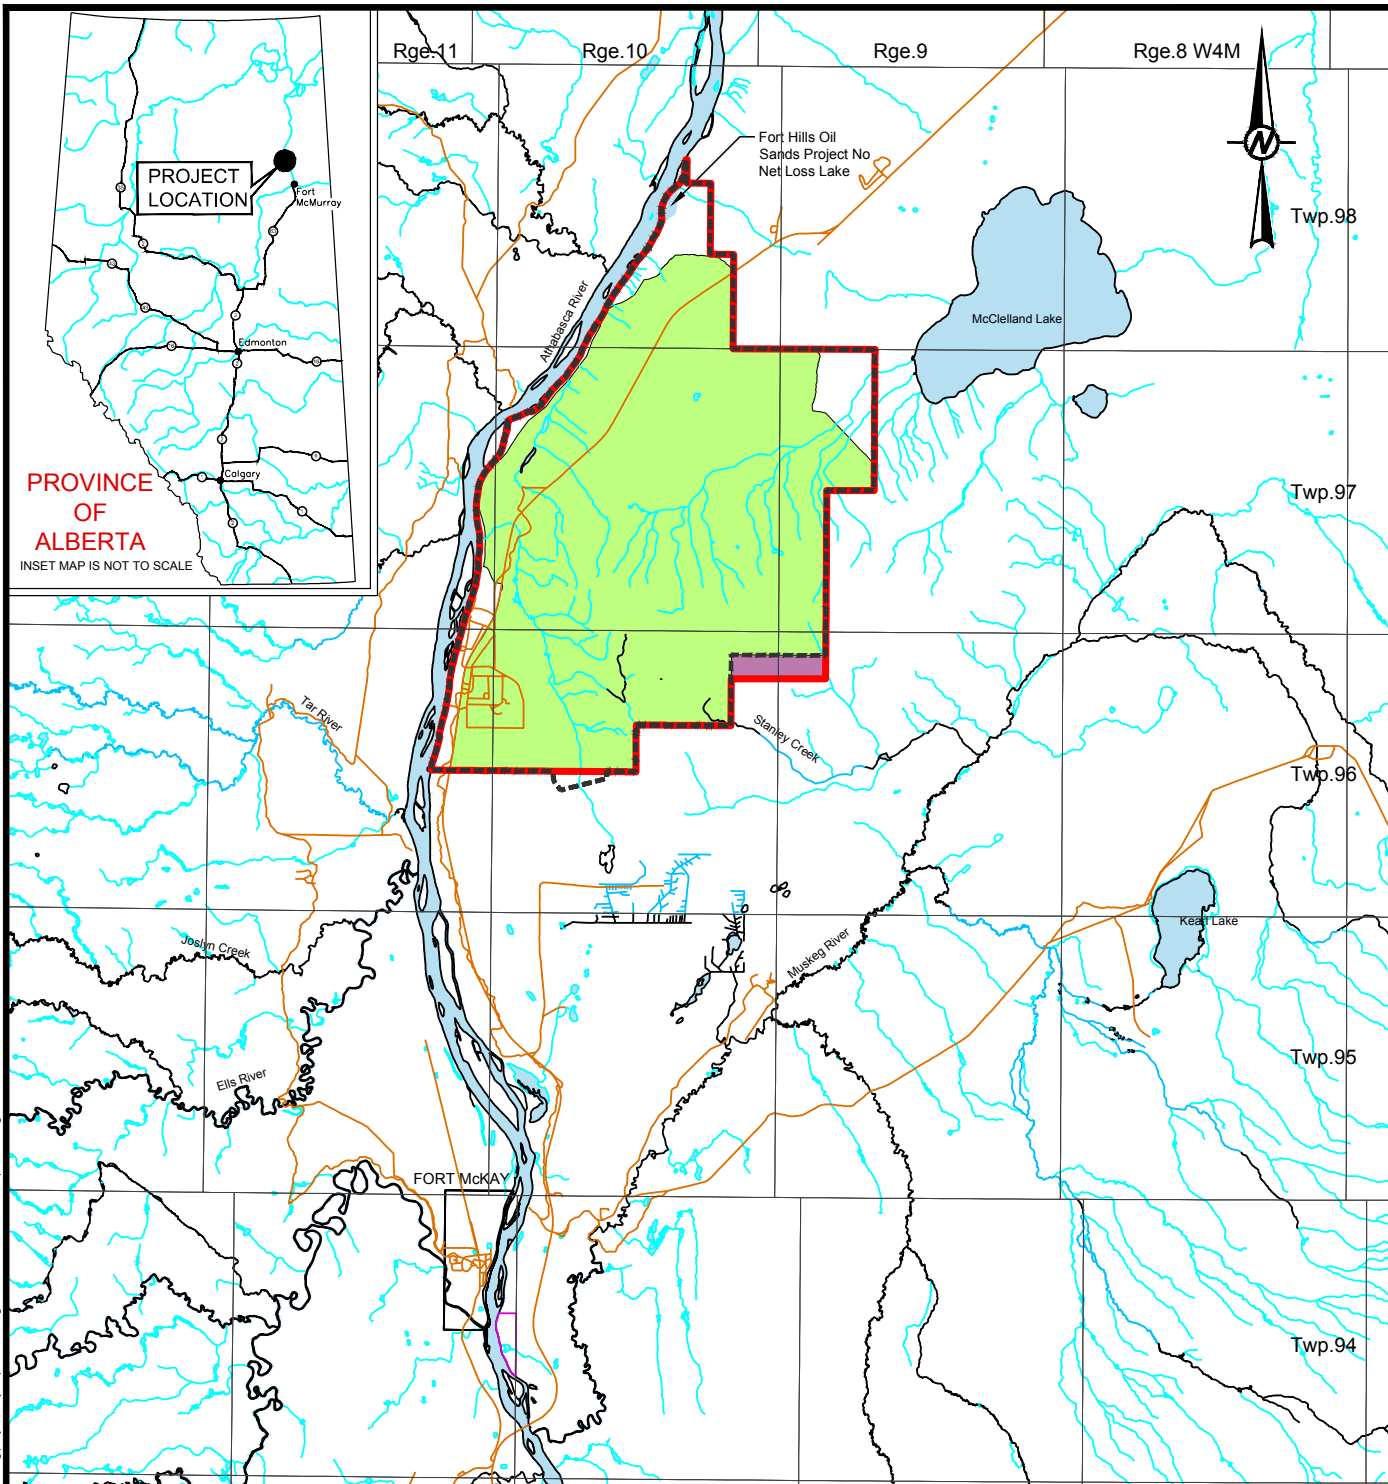 Rge.11
Rge.10
Rge.9
Rge.8 W4M
N
Fort Hills Oil
Sands Project No
Net Loss Lake
PROJECT
LOCATION
Fort
McMurray
Edmonton
Calgary
PROVINCE
OF
ALBERTA
INSET MAP IS NOT TO SCALE
Twp.98
McClelland Lake
Athabasca River
Twp.97
Tar River
Stanley Creek
Twp.96
Kearl Lake
Joslyn Creek
Muskeg River
Twp.95
Ells River
FORT McKAY
Twp.94